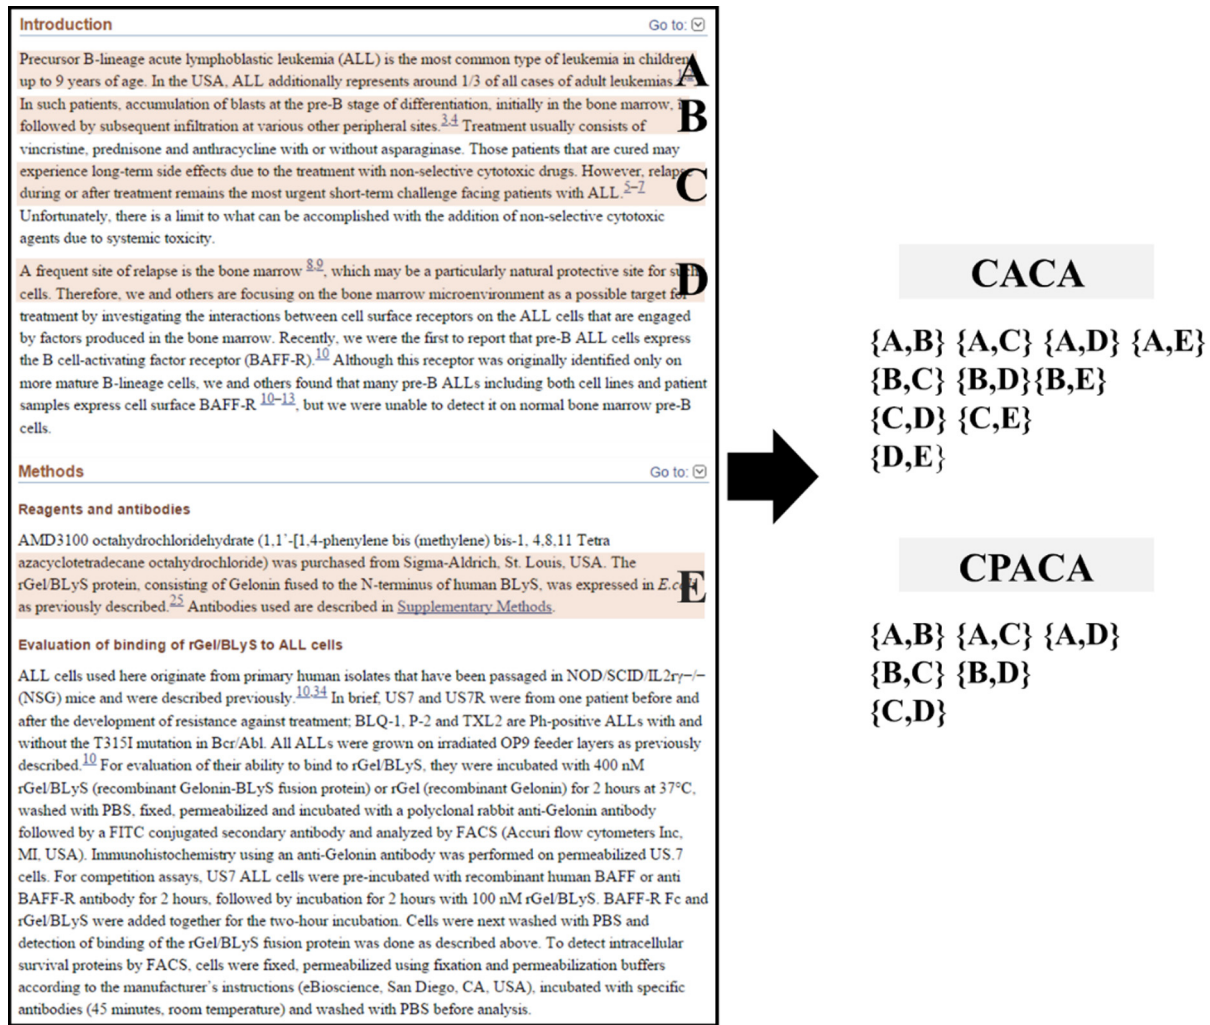 Introduction
Go to:
Precursor B-lineage acute lymphoblastic leukemia (ALL) is the most common type of leukemia in children
up to 9 years of age. In the USA, ALL additionally represents around 1/3 of all cases of adult leukemias.
A
In such patients, accumulation of blasts at the pre-B stage of differentiation, initially in the bone marrow,
followed by subsequent infiltration at various other peripheral sites.3,4 Treatment usually consists of
B
vincristine, prednisone and anthracycline with or without asparaginase. Those patients that are cured may
experience long-term side effects due to the treatment with non-selective cytotoxic drugs. However, relapse
during or after treatment remains the most urgent short-term challenge facing patients with ALL.5–7
C
Unfortunately, there is a limit to what can be accomplished with the addition of non-selective cytotoxic
agents due to systemic toxicity.
A frequent site of relapse is the bone marrow 8,9, which may be a particularly natural protective site for such
cells. Therefore, we and others are focusing on the bone marrow microenvironment as a possible target for
D
treatment by investigating the interactions between cell surface receptors on the ALL cells that are engaged
by factors produced in the bone marrow. Recently, we were the first to report that pre-B ALL cells express
the B cell-activating factor receptor (BAFF-R).10 Although this receptor was originally identified only on
more mature B-lineage cells, we and others found that many pre-B ALLs including both cell lines and patient
samples express cell surface BAFF-R 10–13, but we were unable to detect it on normal bone marrow pre-B
cells.
Methods
Go to:
Reagents and antibodies
AMD3100 octahydrochloridehydrate (1,1'-[1,4-phenylene bis (methylene) bis-1, 4,8,11 Tetra
azacyclotetradecane octahydrochloride) was purchased from Sigma-Aldrich, St. Louis, USA. The
rGel/BLyS protein, consisting of Gelonin fused to the N-terminus of human BLyS, was expressed in E.coli
as previously described.25 Antibodies used are described in Supplementary Methods.
E
Evaluation of binding of rGel/BLyS to ALL cells
ALL cells used here originate from primary human isolates that have been passaged in NOD/SCID/IL2rγ−/−
(NSG) mice and were described previously.10,34 In brief, US7 and US7R were from one patient before and
after the development of resistance against treatment; BLQ-1, P-2 and TXL2 are Ph-positive ALLs with and
without the T315I mutation in Bcr/Abl. All ALLs were grown on irradiated OP9 feeder layers as previously
described.10 For evaluation of their ability to bind to rGel/BLyS, they were incubated with 400 nM
rGel/BLyS (recombinant Gelonin-BLyS fusion protein) or rGel (recombinant Gelonin) for 2 hours at 37°C,
washed with PBS, fixed, permeabilized and incubated with a polyclonal rabbit anti-Gelonin antibody
followed by a FITC conjugated secondary antibody and analyzed by FACS (Accuri flow cytometers Inc,
MI, USA). Immunohistochemistry using an anti-Gelonin antibody was performed on permeabilized US.7
cells. For competition assays, US7 ALL cells were pre-incubated with recombinant human BAFF or anti
BAFF-R antibody for 2 hours, followed by incubation for 2 hours with 100 nM rGel/BLyS. BAFF-R Fc and
rGel/BLyS were added together for the two-hour incubation. Cells were next washed with PBS and
detection of binding of the rGel/BLyS fusion protein was done as described above. To detect intracellular
survival proteins by FACS, cells were fixed, permeabilized using fixation and permeabilization buffers
according to the manufacturer's instructions (eBioscience, San Diego, CA, USA), incubated with specific
antibodies (45 minutes, room temperature) and washed with PBS before analysis.
CACA
{A,B} {A,C} {A,D} {A,E}
{B,C} {B,D}{B,E}
{C,D} {C,E}
{D,E}
CPACA
{A,B} {A,C} {A,D}
{B,C} {B,D}
{C,D}